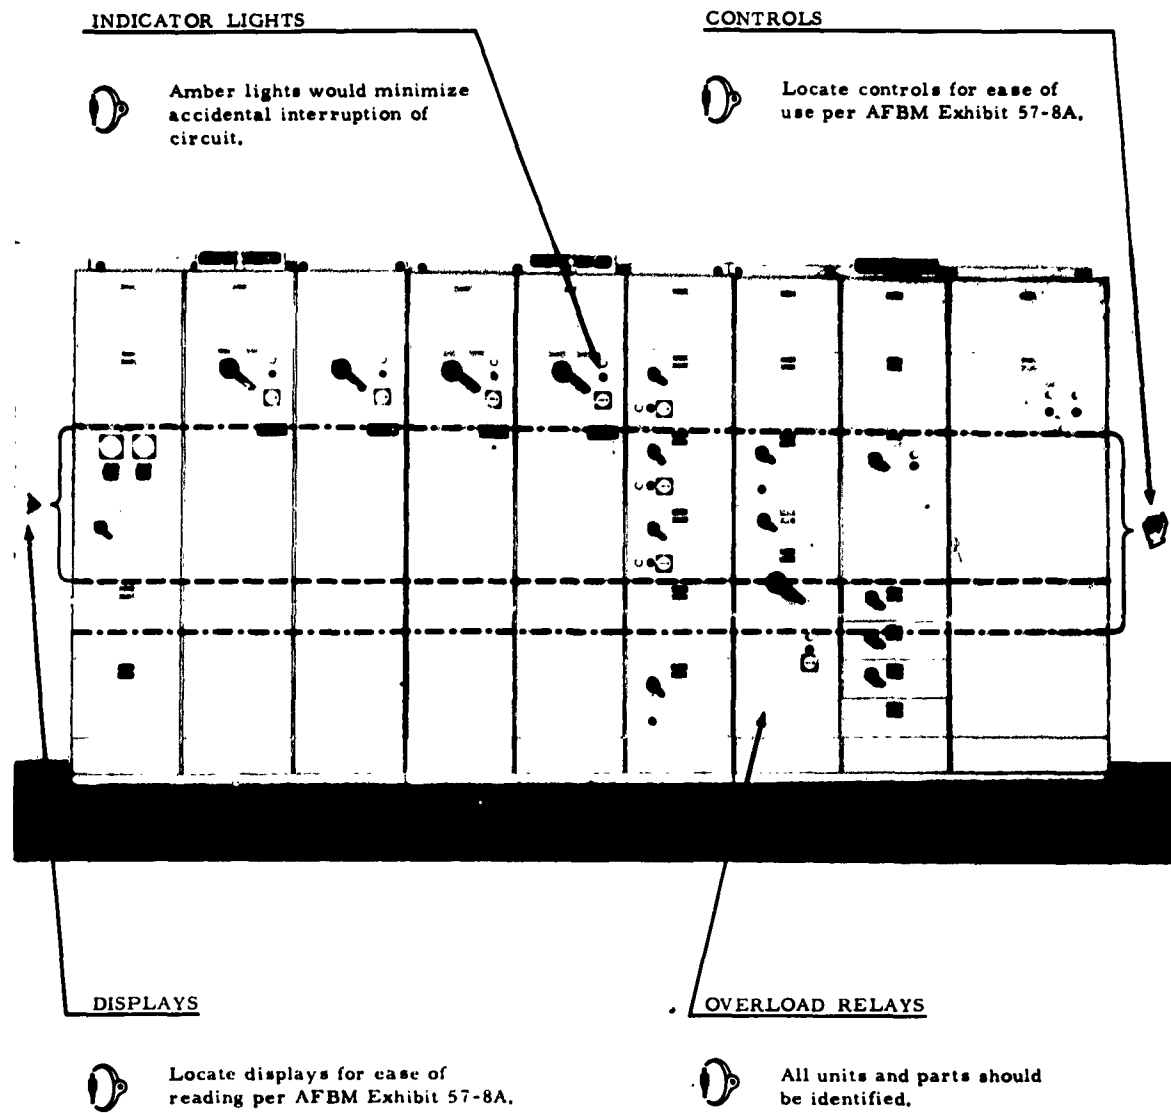 INDICATOR LIGHTS
Amber lights would minimize
accidental interruption of
circuit.
CONTROLS
Locate controls for ease of
use per AFBM Exhibit 57-8A.
DISPLAYS
Locate displays for ease of
reading per AFBM Exhibit 57-8A.
OVERLOAD RELAYS
All units and parts should
be identified.